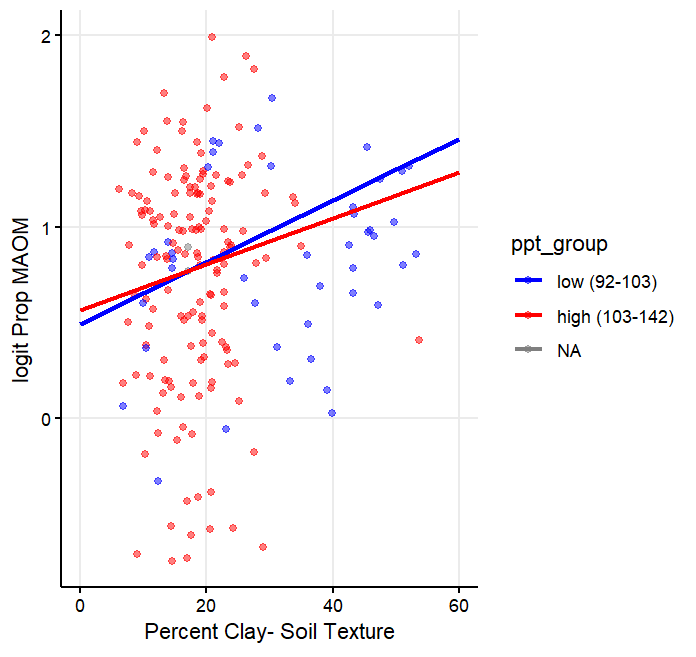 2
1
0
logit Prop MAOM
0 20 40 60
Percent Clay- Soil Texture
ppt_group
low (92-103)
high (103-142)
NA